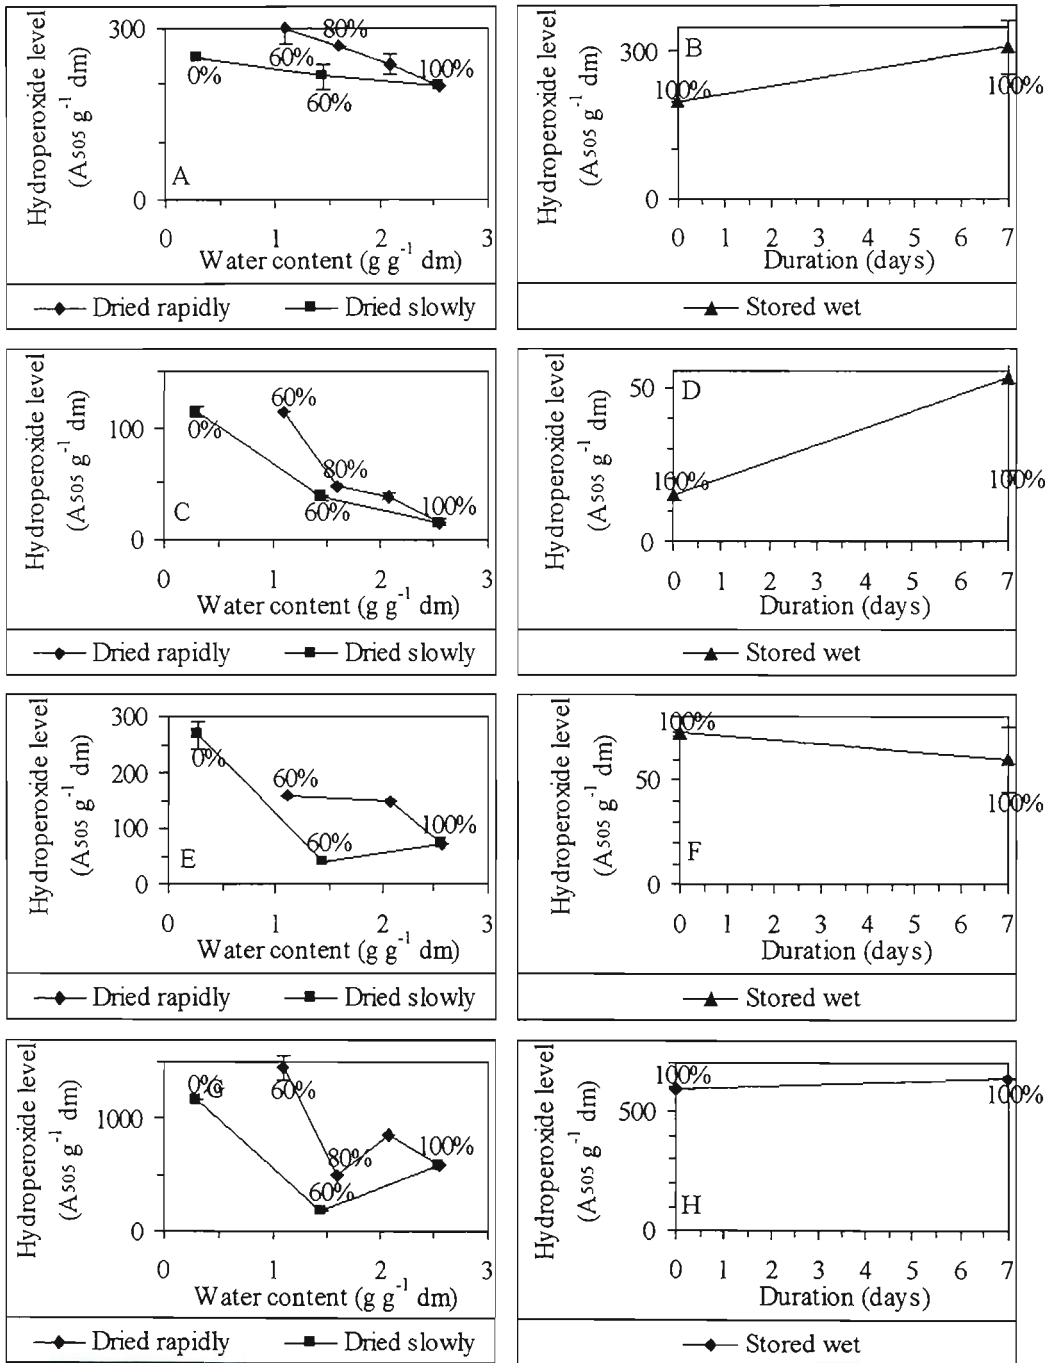 Hydroperoxide level
(A505 g-1 dm)
300
0
60%
80%
100%
0%
60%
A
0
1
2
3
Water content (g g-1 dm)
Dried rapidly
Dried slowly
Hydroperoxide level
(A505 g-1 dm)
300
0
B
100%
100%
0 1 2 3 4 5 6 7
Duration (days)
Stored wet
Hydroperoxide level
(A505 g-1 dm)
100
0
60%
0%
80%
60%
100%
C
0
1
2
3
Water content (g g-1 dm)
Dried rapidly
Dried slowly
Hydroperoxide level
(A505 g-1 dm)
50
0
D
100%
100%
0 1 2 3 4 5 6 7
Duration (days)
Stored wet
Hydroperoxide level
(A505 g-1 dm)
300
200
100
0
0%
60%
60%
100%
E
0
1
2
3
Water content (g g-1 dm)
Dried rapidly
Dried slowly
Hydroperoxide level
(A505 g-1 dm)
50
0
100%
100%
F
0 1 2 3 4 5 6 7
Duration (days)
Stored wet
Hydroperoxide level
(A505 g-1 dm)
1000
0
0%
G
60%
80%
60%
100%
0
1
2
3
Water content (g g-1 dm)
Dried rapidly
Dried slowly
Hydroperoxide level
(A505 g-1 dm)
500
0
100%
100%
H
0 1 2 3 4 5 6 7
Duration (days)
Stored wet